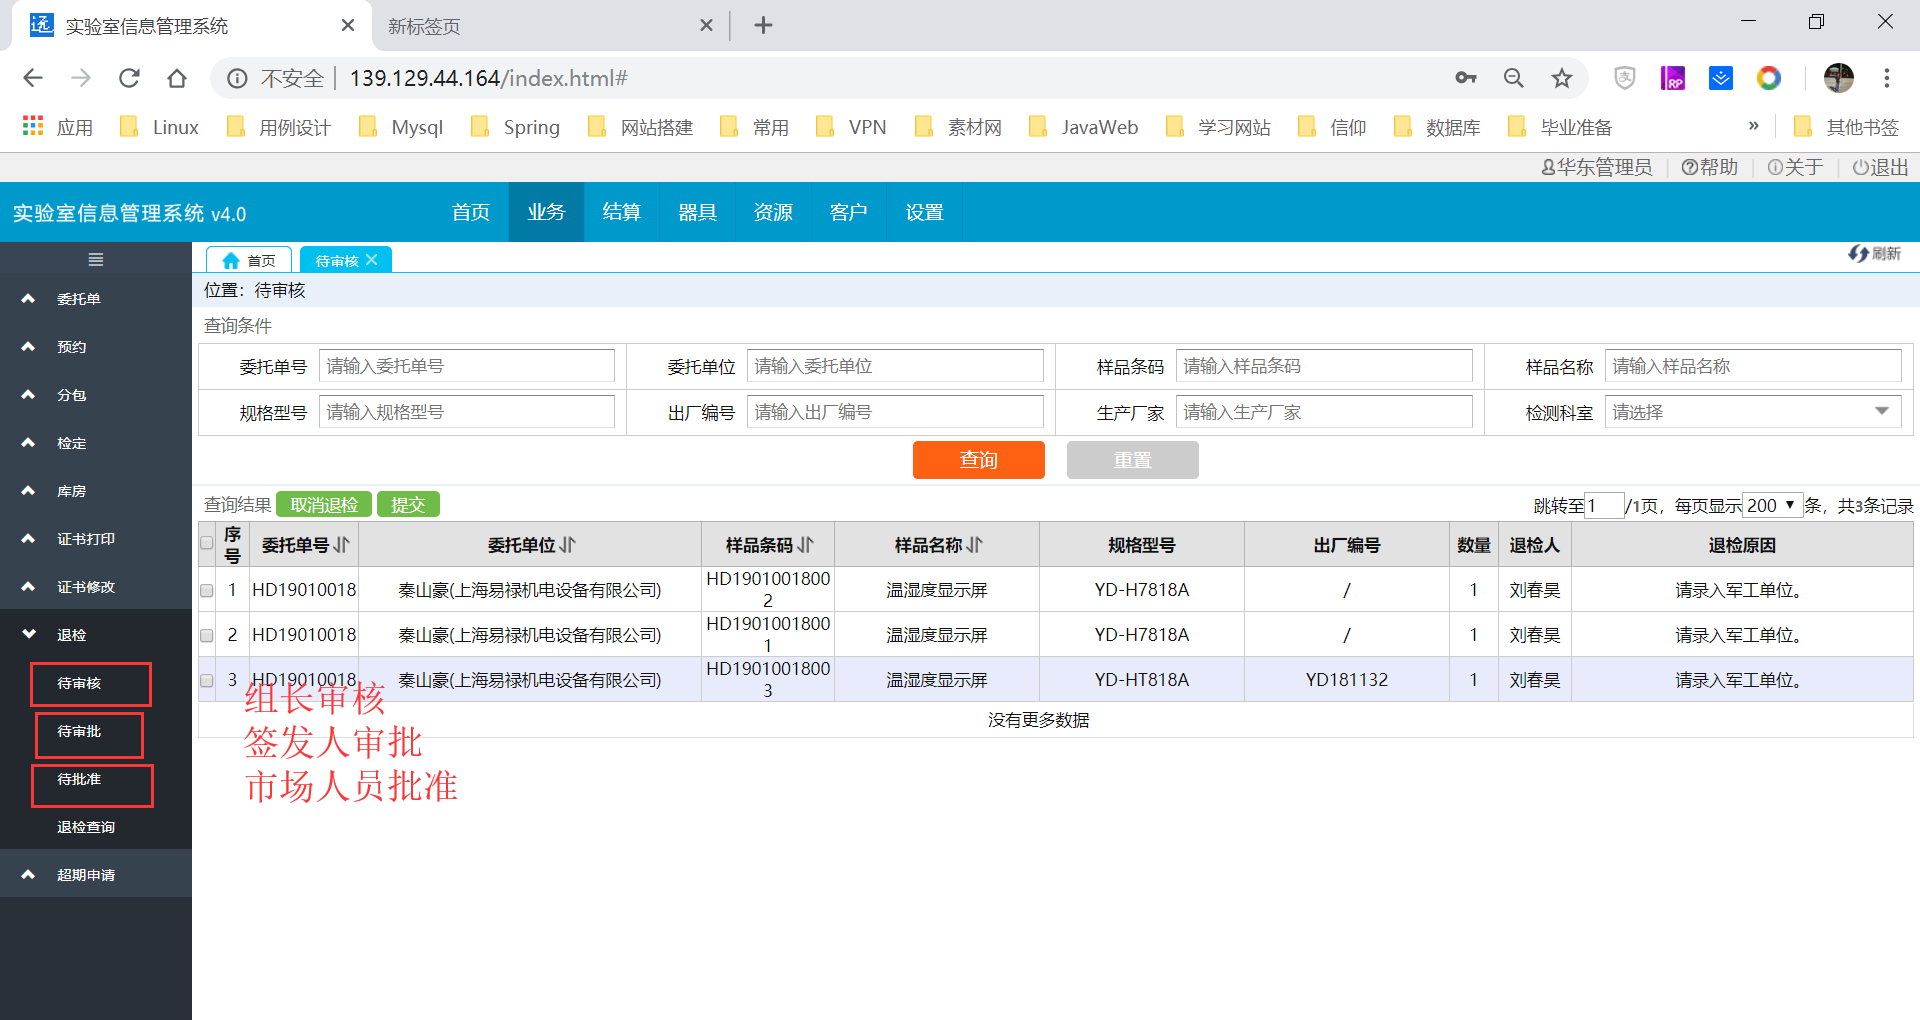 实验室信息管理系统
新标签页
不安全 139.129.44.164/index.html#
应用 Linux 用例设计 Mysql Spring 网站搭建 常用 VPN 素材网 JavaWeb 学习网站 信仰 数据库 毕业准备 » 其他书签
华东管理员 帮助 关于 退出
实验室信息管理系统 v4.0 首页 业务 结算 器具 资源 客户 设置
首页 待审核 刷新
位置：待审核
查询条件
委托单号 请输入委托单号 委托单位 请输入委托单位 样品条码 请输入样品条码 样品名称 请输入样品名称
规格型号 请输入规格型号 出厂编号 请输入出厂编号 生产厂家 请输入生产厂家 检测科室 请选择
查询 重置
查询结果 取消退检 提交 跳转至 1 /1页，每页显示 200 条，共3条记录
序号 委托单号 委托单位 样品条码 样品名称 规格型号 出厂编号 数量 退检人 退检原因
1 HD19010018 秦山豪(上海易禄机电设备有限公司) HD19010018002 温湿度显示屏 YD-H7818A / 1 刘春昊 请录入军工单位。
2 HD19010018 秦山豪(上海易禄机电设备有限公司) HD19010018001 温湿度显示屏 YD-H7818A / 1 刘春昊 请录入军工单位。
3 HD19010018 秦山豪(上海易禄机电设备有限公司) HD19010018003 温湿度显示屏 YD-HT818A YD181132 1 刘春昊 请录入军工单位。
没有更多数据
组长审核
签发人审批
市场人员批准
委托单
预约
分包
检定
库房
证书打印
证书修改
退检
待审核
待审批
待批准
退检查询
超期申请